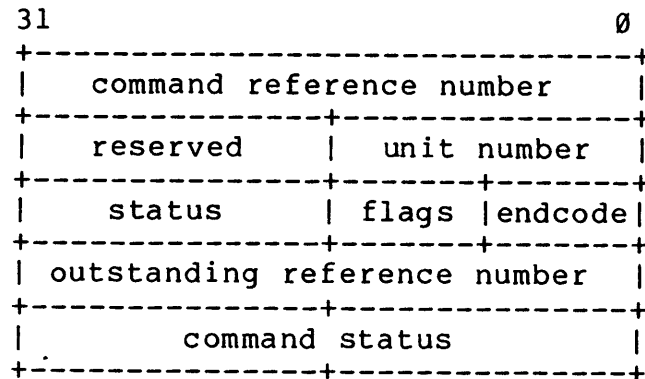 31 0
command reference number
reserved unit number
status flags endcode
outstanding reference number
command status